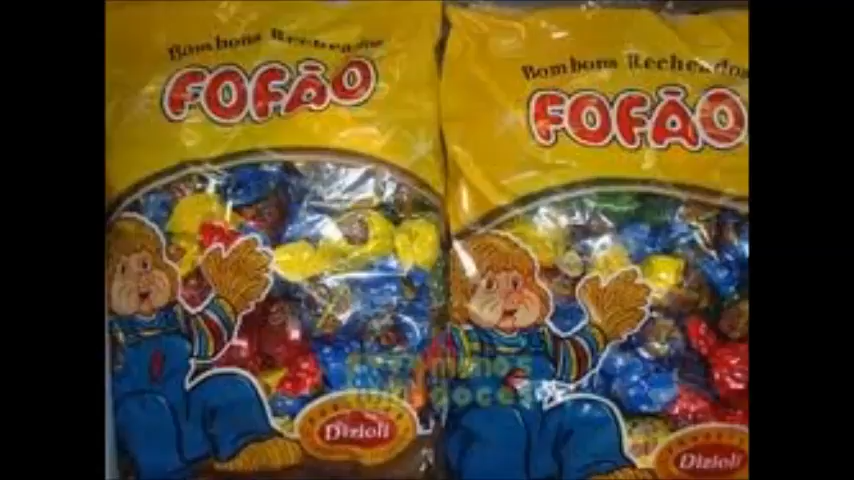 Bombons Recheados
FOFÃO
Dizioli
Bombons Recheados
FOFÃO
Dizioli